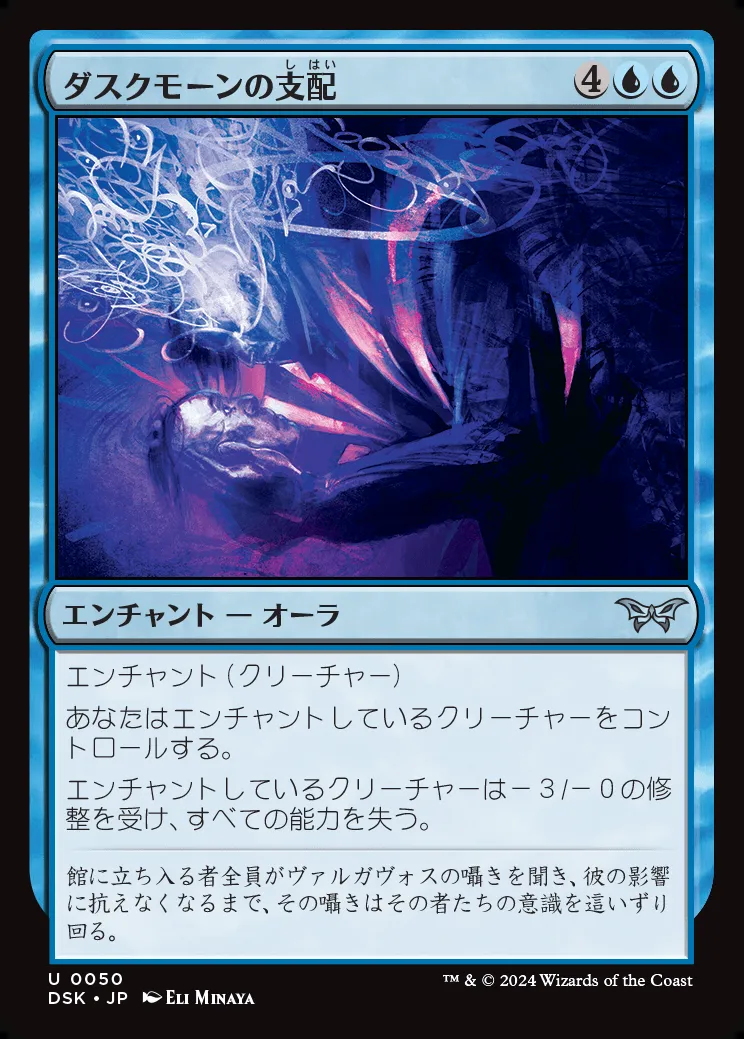 しはい
ダスクモーンの支配 4
エンチャント — オーラ
エンチャント（クリーチャー）
あなたはエンチャントしているクリーチャーをコン
トロールする。
エンチャントしているクリーチャーは－３/－０の修
整を受け、すべての能力を失う。
館に立ち入る者全員がヴァルガヴォスの囁きを聞き、彼の影響
に抗えなくなるまで、その囁きはその者たちの意識を這いずり
回る。
U 0050
DSK • JP Eli Minaya
™ & © 2024 Wizards of the Coast